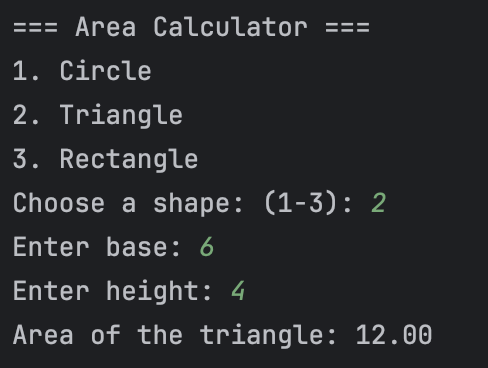 === Area Calculator ===
1. Circle
2. Triangle
3. Rectangle
Choose a shape: (1-3): 2
Enter base: 6
Enter height: 4
Area of the triangle: 12.00